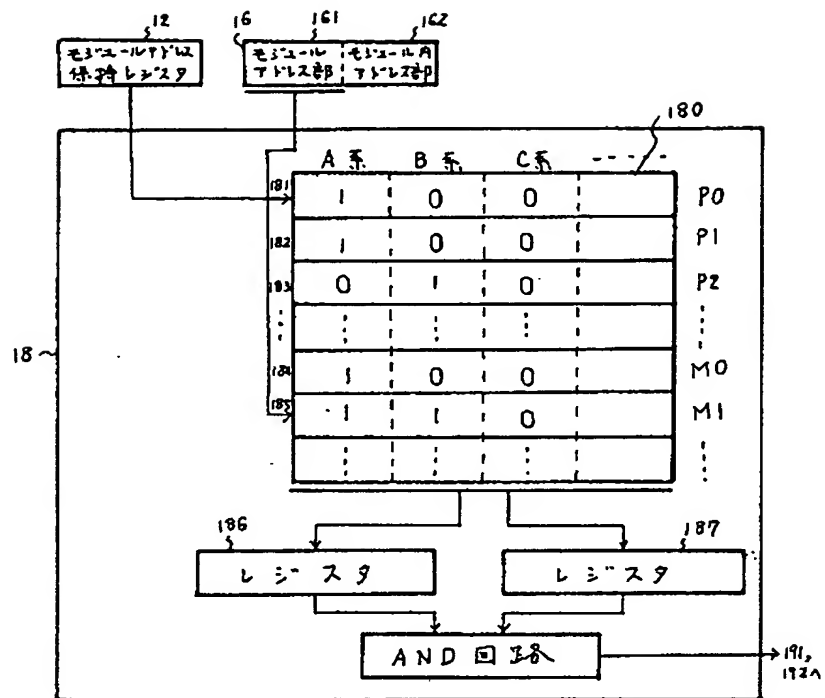 12
16
161
162
モジュールアドレス
保持レジスタ
モジュール
アドレス部
モジュール内
アドレス部
180
A系 B系 C系
181 1 0 0 P0
182 1 0 0 P1
183 0 1 0 P2
18
184 1 0 0 M0
185 1 1 0 M1
186
187
レジスタ
レジスタ
AND回路
191,
192へ